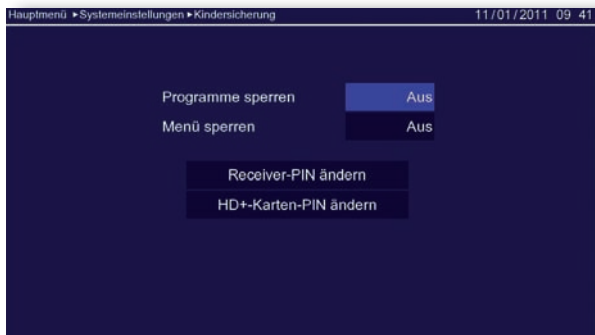 Hauptmenü ▸Systemeinstellungen▸Kindersicherung 11/01/2011 09 41
Programme sperren Aus
Menü sperren Aus
Receiver-PIN ändern
HD+-Karten-PIN ändern